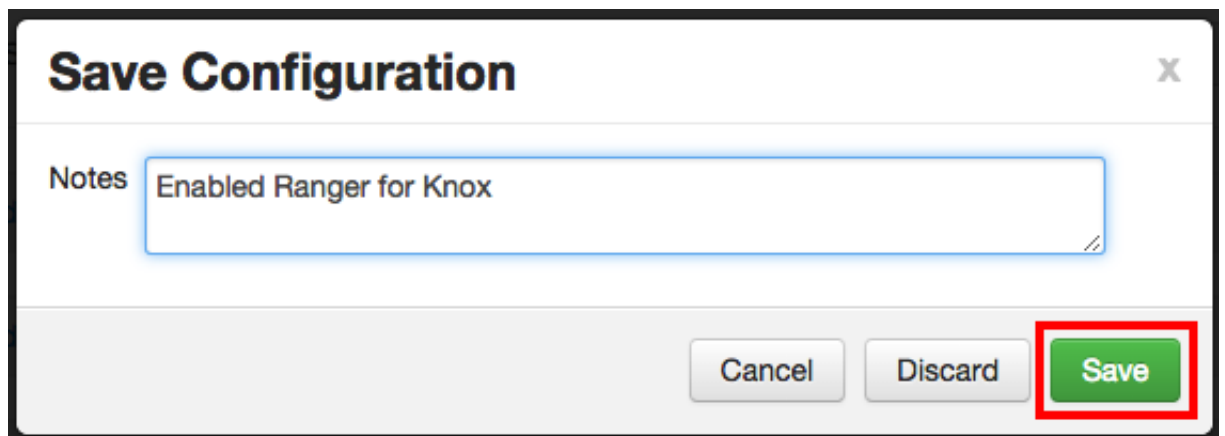 Save Configuration
x
Notes
Enabled Ranger for Knox
Cancel
Discard
Save